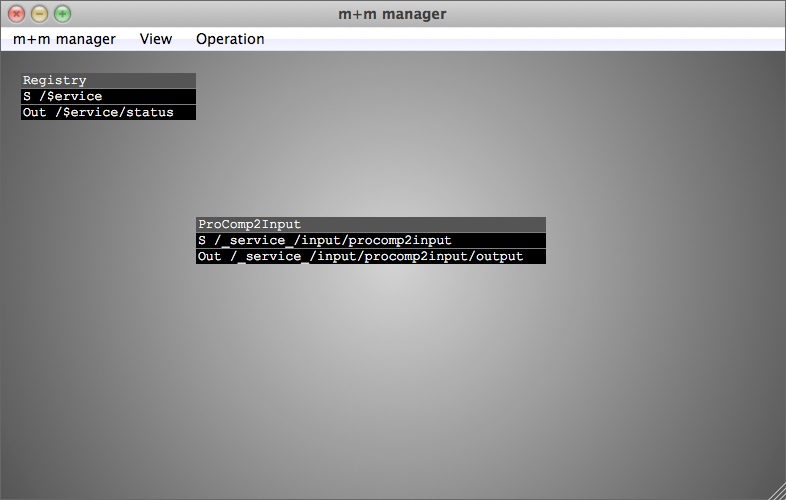 m+m manager
m+m manager View Operation
Registry
S /$ervice
Out /$ervice/status
ProComp2Input
S /_service_/input/procomp2input
Out /_service_/input/procomp2input/output